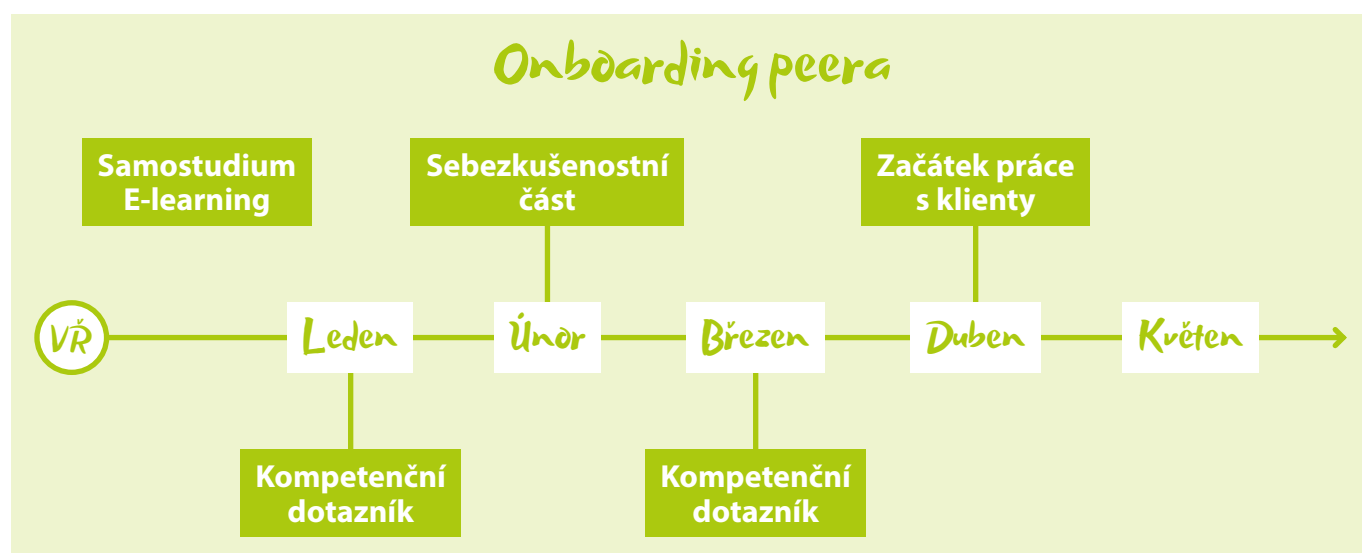 Onboarding peera
Samostudium
E-learning
Sebezkušenostní
část
Začátek práce
s klienty
VŘ
Leden
Únor
Březen
Duben
Květen
Kompetenční
dotazník
Kompetenční
dotazník